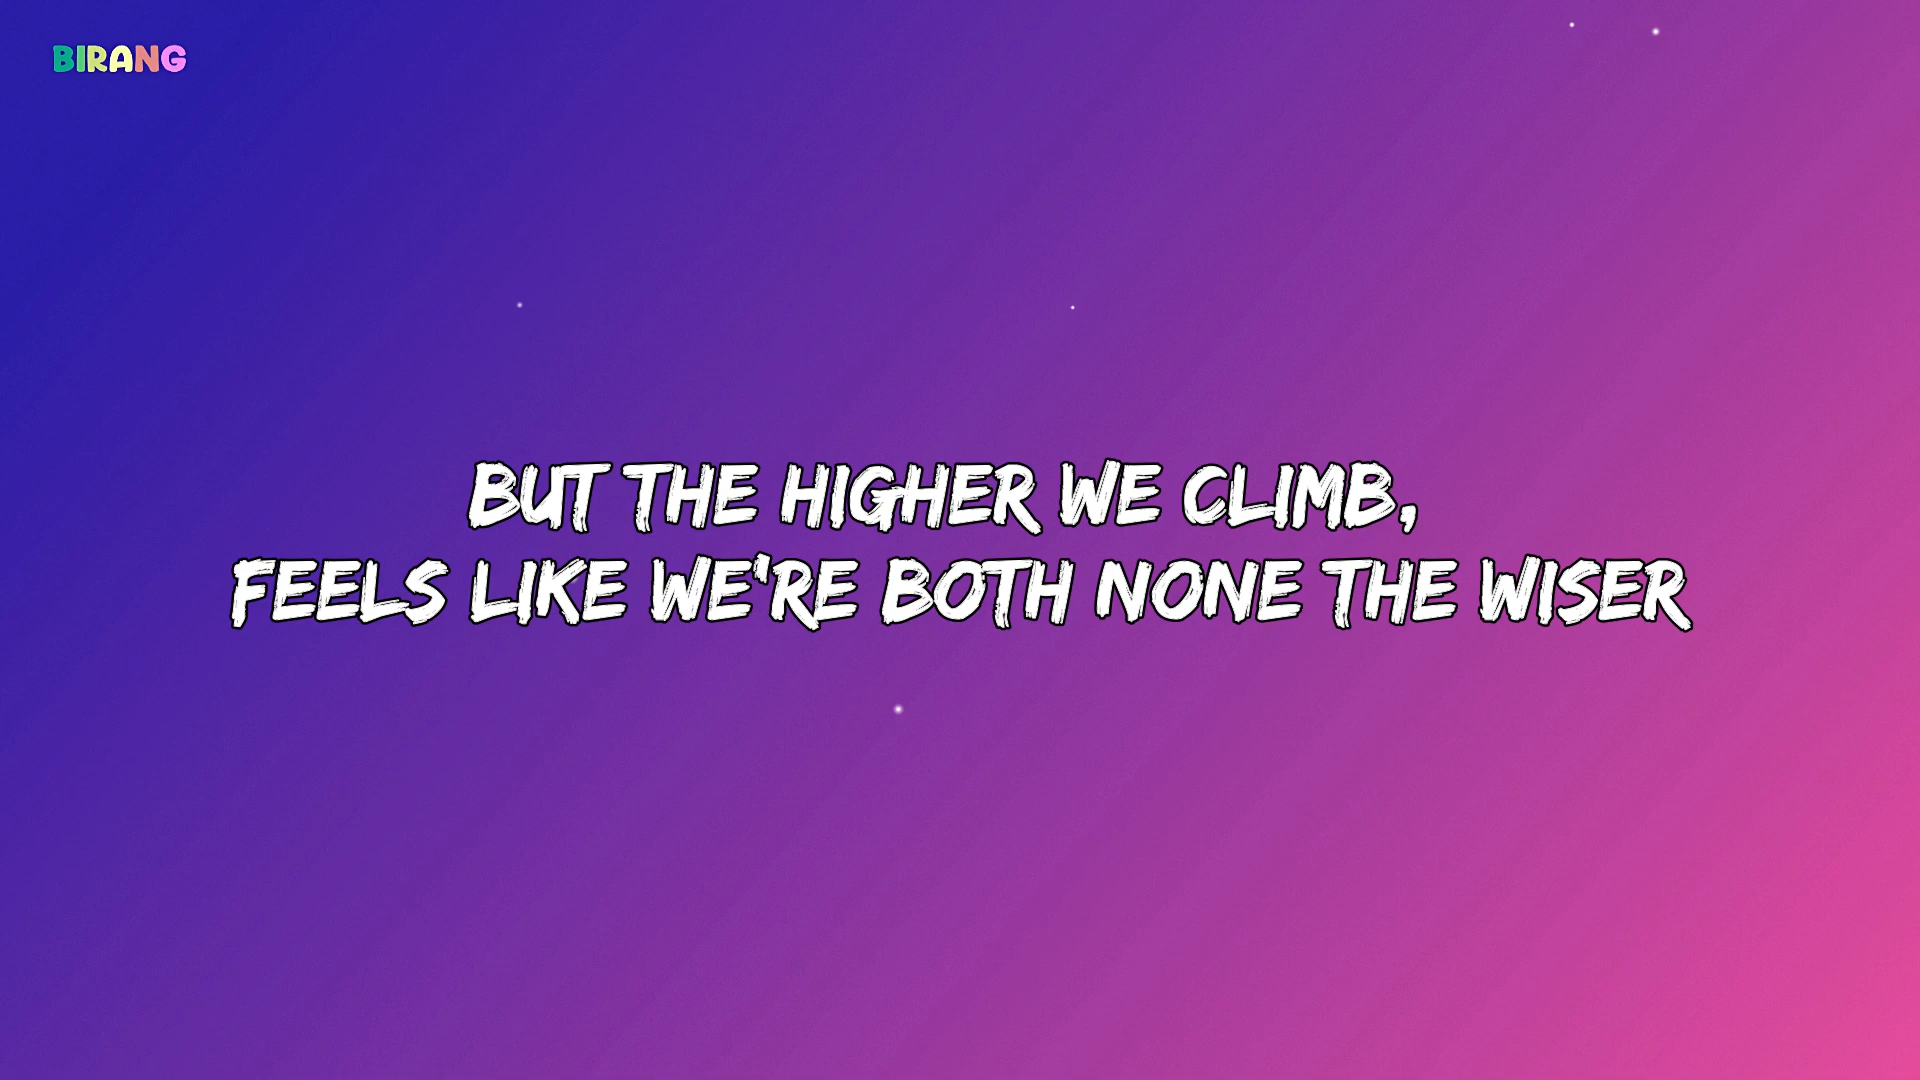 BIRANG
BUT THE HIGHER WE CLIMB,
FEELS LIKE WE'RE BOTH NONE THE WISER